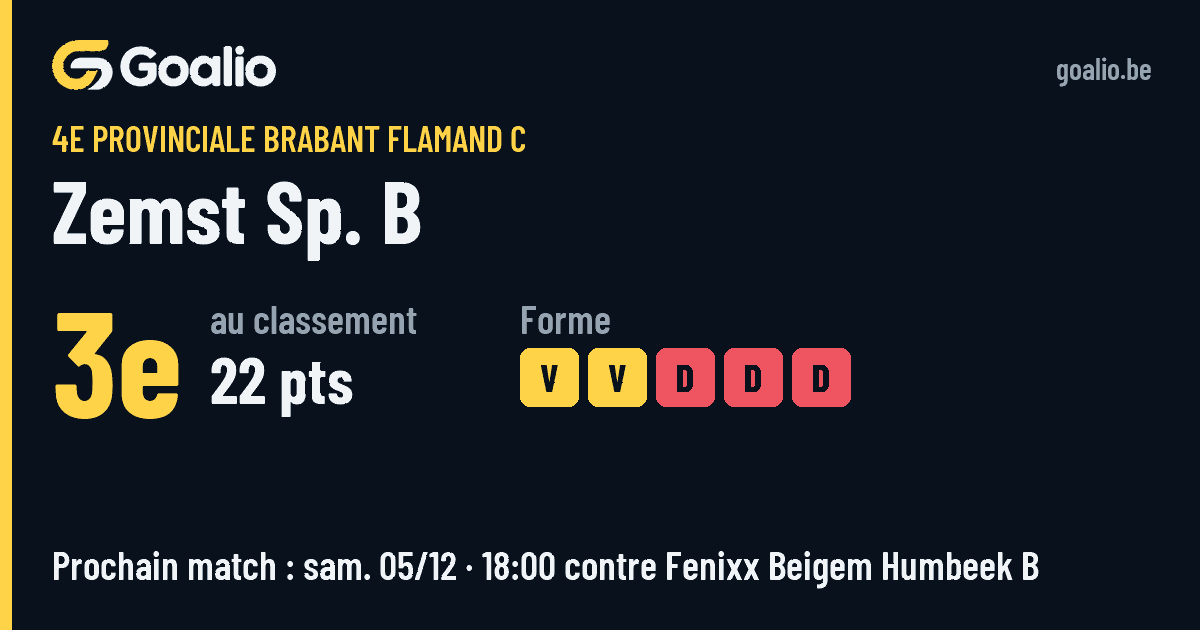 Goalio
goalio.be
4E PROVINCIALE BRABANT FLAMAND C
Zemst Sp. B
3e
au classement
22 pts
Forme
V V D D D
Prochain match : sam. 05/12 · 18:00 contre Fenixx Beigem Humbeek B